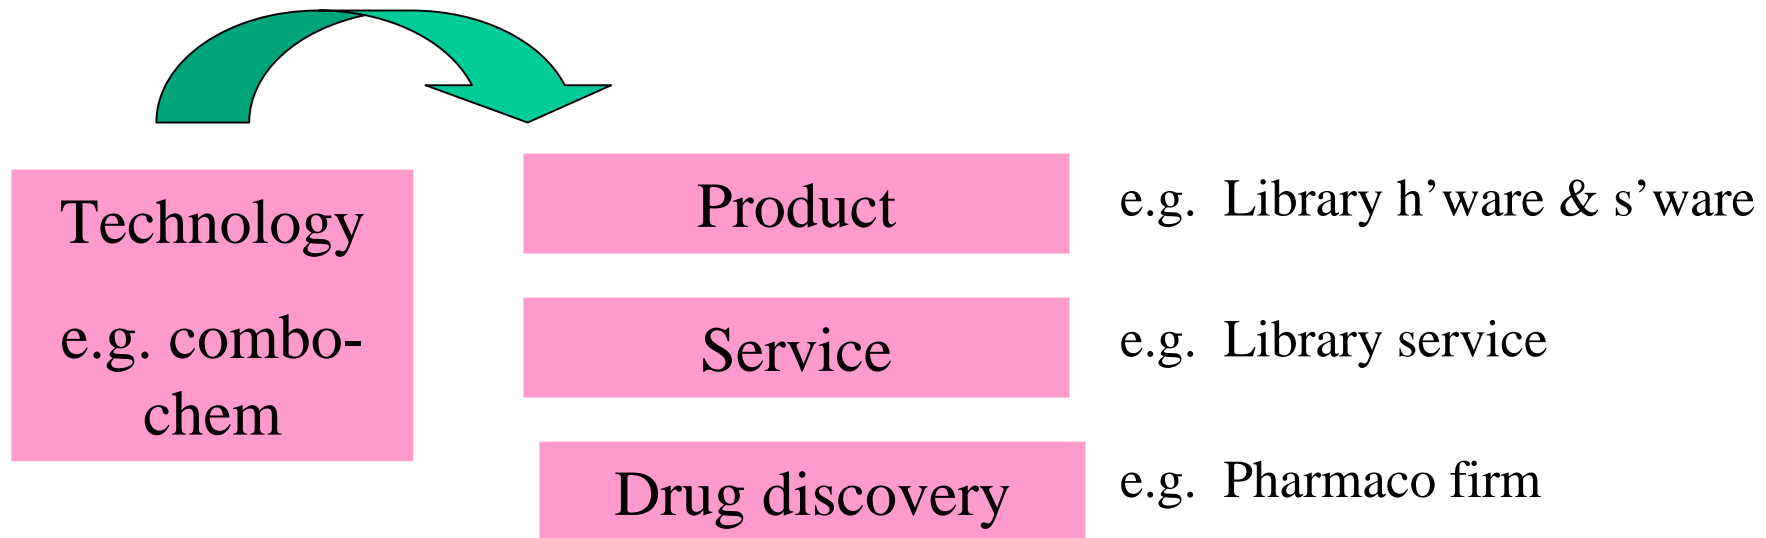 Technology
e.g. combo-
chem
Product
e.g. Library h’ware & s’ware
Service
e.g. Library service
Drug discovery
e.g. Pharmaco firm